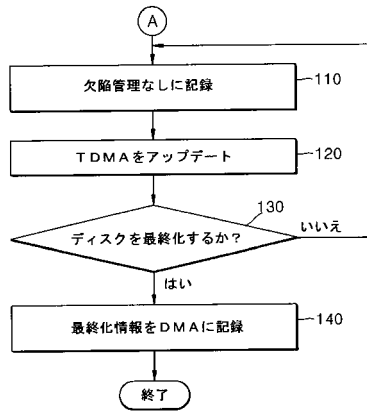 A
欠陥管理なしに記録
110
TDMAをアップデート
120
130
ディスクを最終化するか?
いいえ
はい
最終化情報をDMAに記録
140
終了